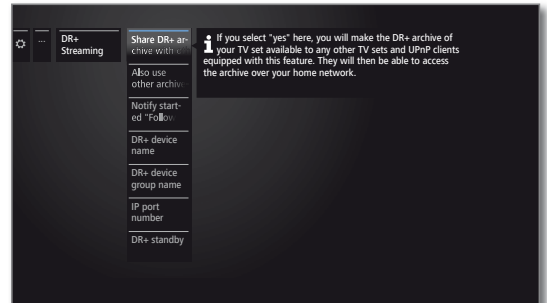 ...
DR+
Streaming
Share DR+ ar-
chive with
Also use
other archive
Notify start-
ed "Follow
DR+ device
name
DR+ device
group name
IP port
number
DR+ standby
i If you select "yes" here, you will make the DR+ archive of
your TV set available to any other TV sets and UPnP clients
equipped with this feature. They will then be able to access
the archive over your home network.